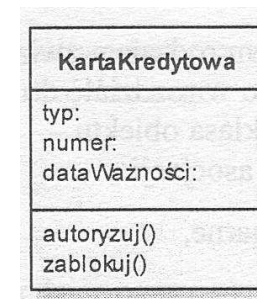 KartaKredytowa
typ:
numer:
dataWażności:
autoryzuj()
zablokuj()